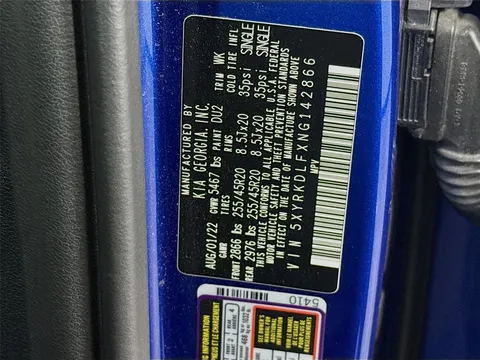 MANUFACTURED BY
KIA GEORGIA, INC.
AUG/01/22 GVWR 5467 lbs PAINT DU2 TRIM WK
GAWR TIRES RIMS COLD TIRE INFL
FRONT 2866 lbs 255/45R20 8.5Jx20 35psi SINGLE
REAR 2976 lbs 255/45R20 8.5Jx20 35psi SINGLE
THIS VEHICLE CONFORMS TO ALL APPLICABLE U.S.A. FEDERAL
MOTOR VEHICLE SAFETY AND THEFT PREVENTION STANDARDS IN
EFFECT ON THE DATE OF MANUFACTURE SHOWN ABOVE.
VIN 5XYRKDLFXNG142866
MPV
5410